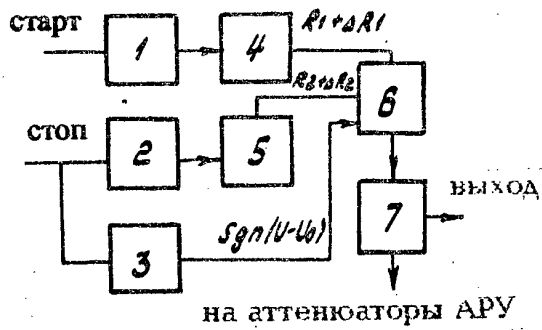 старт
1
4
R1+ΔR1
R2+ΔR2
6
стоп
2
5
7
выход
3
Sgn(U-U0)
на аттенюаторы АРУ